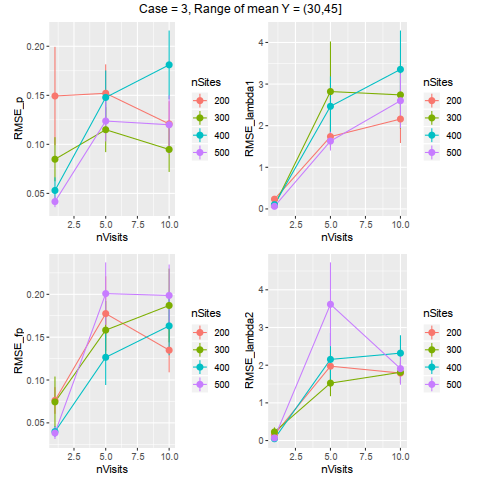 Case = 3, Range of mean Y = (30,45]
RMSE_p
0.20
0.15
0.10
0.05
2.5 5.0 7.5 10.0
nVisits
nSites
200
300
400
500
RMSE_lambda1
4
3
2
1
0
2.5 5.0 7.5 10.0
nVisits
nSites
200
300
400
500
RMSE_fp
0.20
0.15
0.10
0.05
2.5 5.0 7.5 10.0
nVisits
nSites
200
300
400
500
RMSE_lambda2
4
3
2
1
0
2.5 5.0 7.5 10.0
nVisits
nSites
200
300
400
500